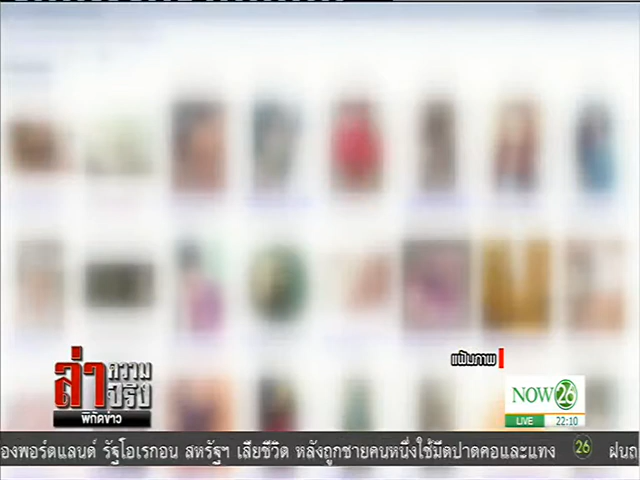 แฟ้มภาพ
ล่า ความจริง
พิกัดข่าว
NOW 26
LIVE 22:10
องพอร์ตแลนด์ รัฐโอเรกอน สหรัฐฯ เสียชีวิต หลังถูกชายคนหนึ่งใช้มีดปาดคอและแทง 26 ฝนถ